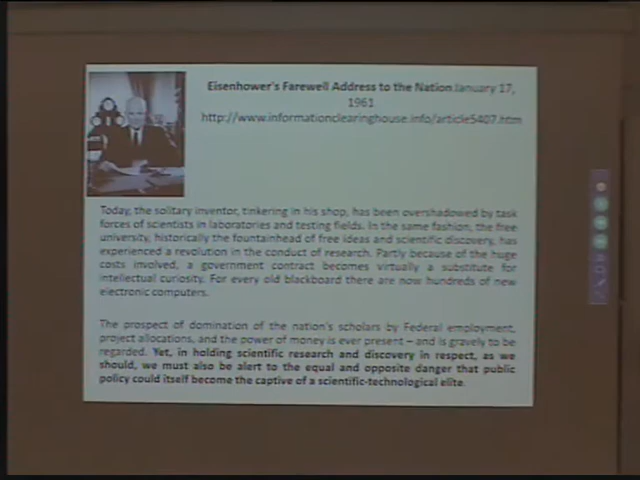 Eisenhower's Farewell Address to the Nation January 17,
1961
http://www.informationclearinghouse.info/article5407.htm
Today, the solitary inventor, tinkering in his shop, has been overshadowed by task
forces of scientists in laboratories and testing fields. In the same fashion, the free
university, historically the fountainhead of free ideas and scientific discovery, has
experienced a revolution in the conduct of research. Partly because of the huge
costs involved, a government contract becomes virtually a substitute for
intellectual curiosity. For every old blackboard there are now hundreds of new
electronic computers.
The prospect of domination of the nation's scholars by Federal employment,
project allocations, and the power of money is ever present – and is gravely to be
regarded. Yet, in holding scientific research and discovery in respect, as we
should, we must also be alert to the equal and opposite danger that public
policy could itself become the captive of a scientific-technological elite.